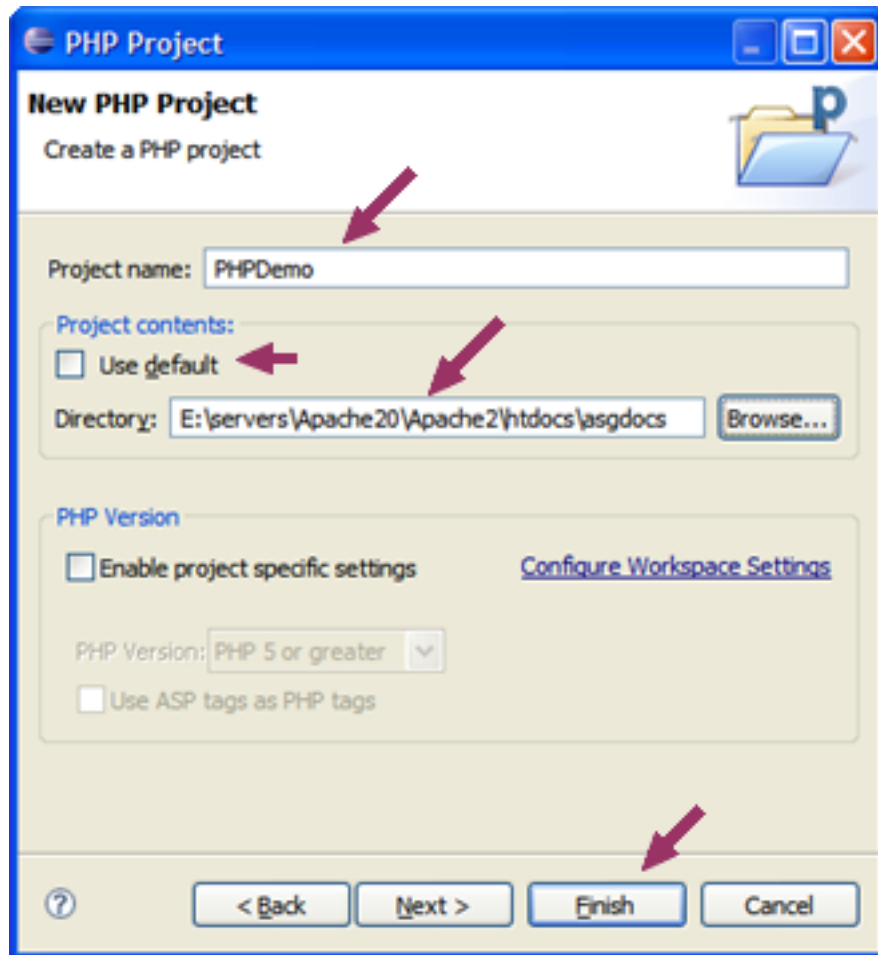 PHP Project
New PHP Project
Create a PHP project
p
Project name: PHPDemo
Project contents:
Use default
Directory: E:\servers\Apache20\Apache2\htdocs\asgdocs Browse...
PHP Version
Enable project specific settings Configure Workspace Settings
PHP Version: PHP 5 or greater
Use ASP tags as PHP tags
? < Back Next > Finish Cancel